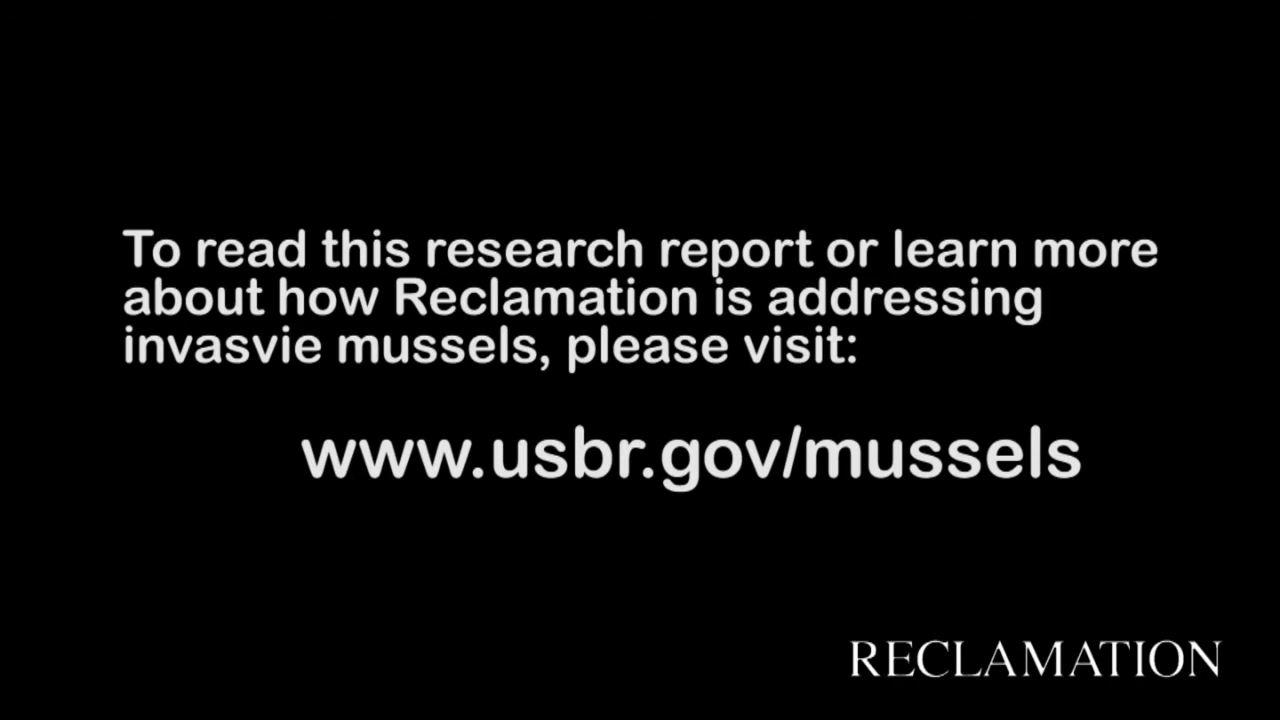 To read this research report or learn more
about how Reclamation is addressing
invasvie mussels, please visit:
www.usbr.gov/mussels
RECLAMATION